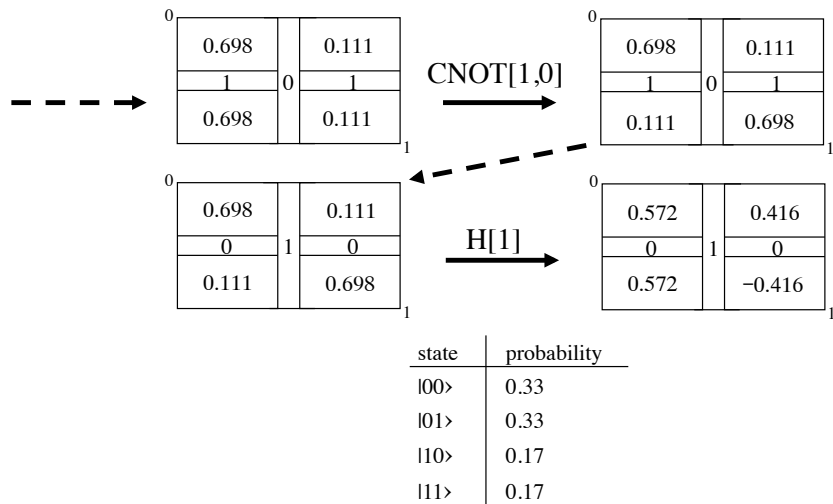 0 0
0.698 0.111 0.698 0.111
CNOT[1,0]
1 0 1 1 0 1
0.698 0.111 0.111 0.698
1 1
0 0
0.698 0.111 0.572 0.416
H[1]
0 1 0 0 1 0
0.111 0.698 0.572 −0.416
1 1
state probability
|00› 0.33
|01› 0.33
|10› 0.17
|11› 0.17